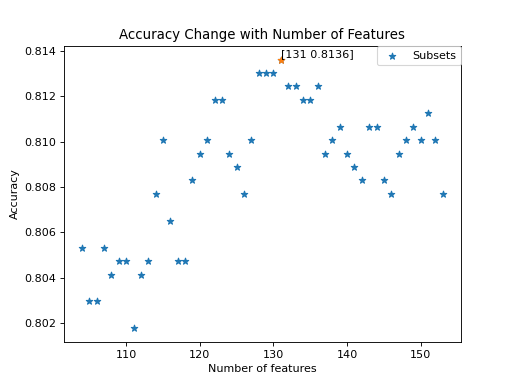 Accuracy Change with Number of Features
[131 0.8136]
Subsets
0.814
0.812
0.810
0.808
0.806
0.804
0.802
Accuracy
110 120 130 140 150
Number of features